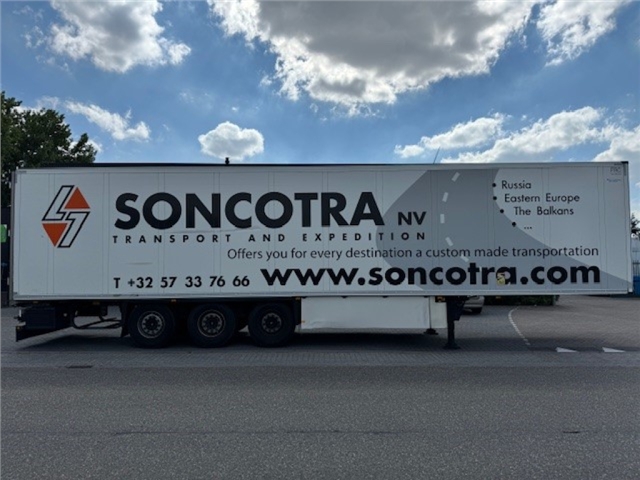 SONCOTRA NV
TRANSPORT AND EXPEDITION
Offers you for every destination a custom made transportation
T +32 57 33 76 66
www.soncotra.com
• Russia
• Eastern Europe
• The Balkans
• ...